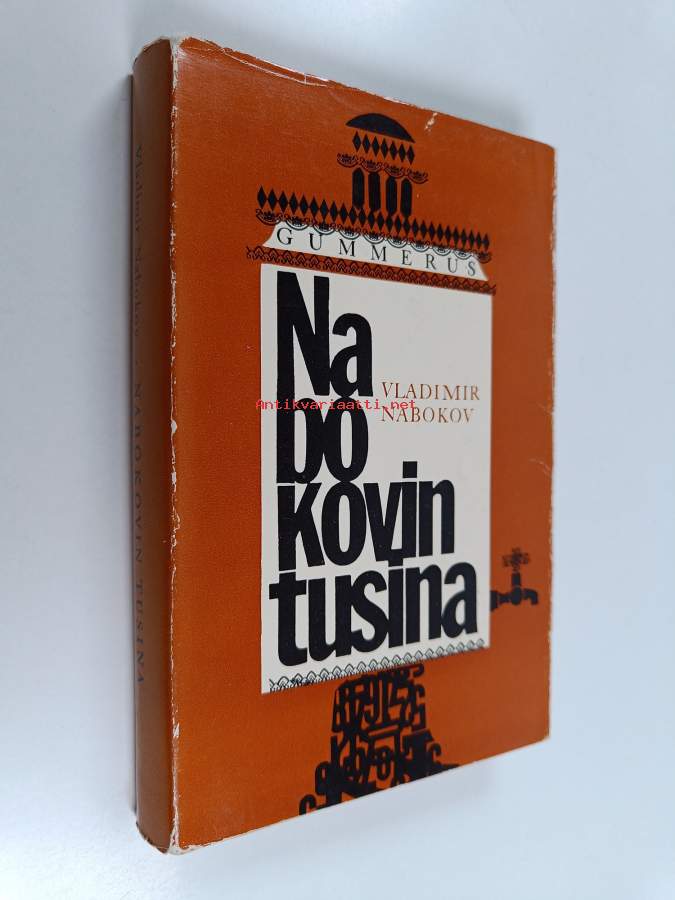 GUMMERUS
Na
bo
kovin
tusina
VLADIMIR
NABOKOV
Antikvariaatti.net
Vladimir Nabokov NABOKOVIN TUSINA